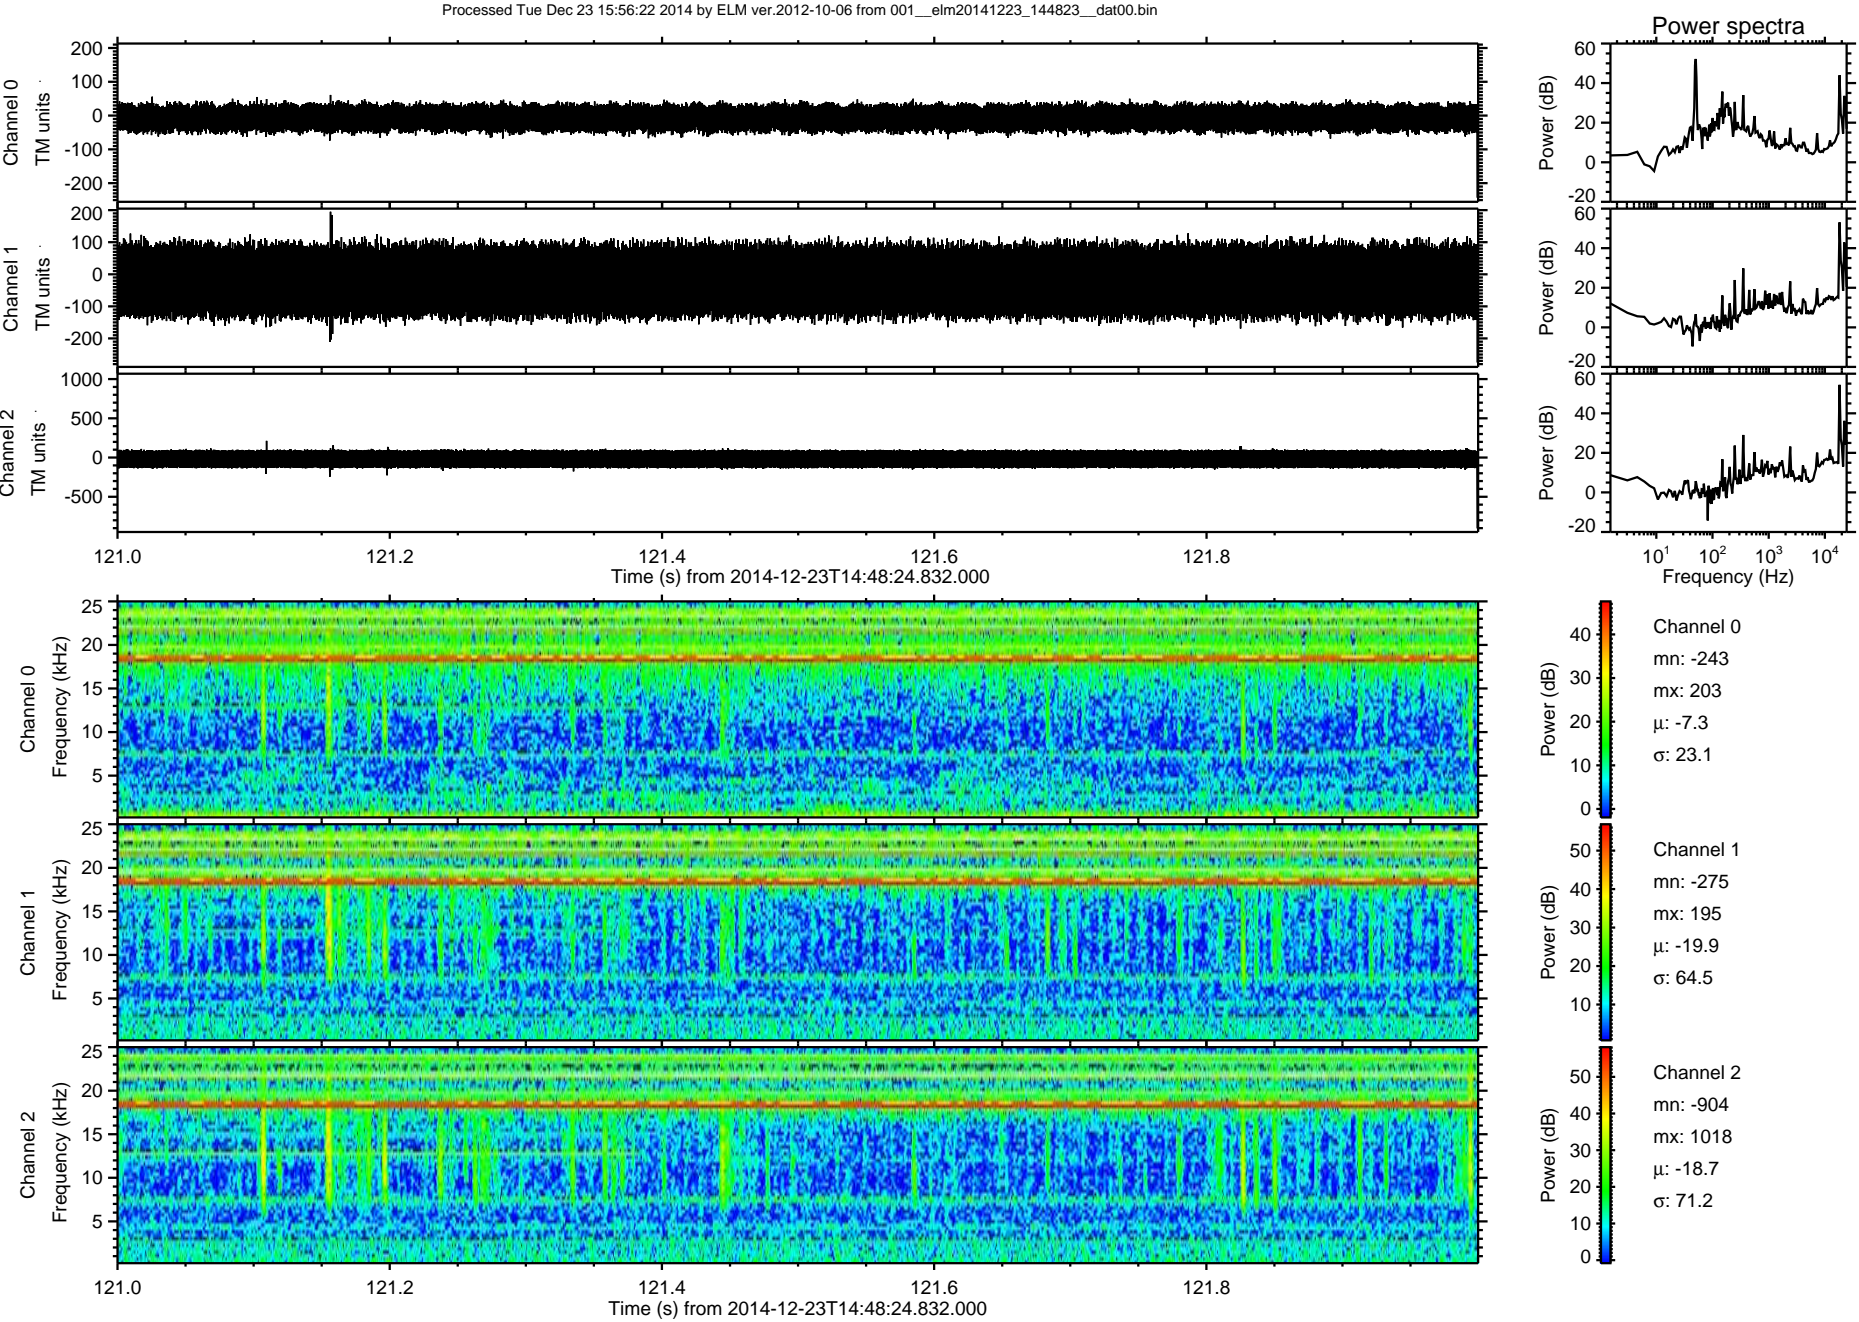 Processed Tue Dec 23 15:56:22 2014 by ELM ver.2012-10-06 from 001__elm20141223_144823__dat00.bin
Power spectra
Channel 0
TM units
200
100
0
-100
-200
Power (dB)
60
40
20
0
-20
Channel 1
TM units
200
100
0
-100
-200
Power (dB)
60
40
20
0
-20
Channel 2
TM units
1000
500
0
-500
Power (dB)
60
40
20
0
-20
121.0 121.2 121.4 121.6 121.8
Time (s) from 2014-12-23T14:48:24.832.000
10¹ 10² 10³ 10⁴
Frequency (Hz)
Channel 0
Frequency (kHz)
25
20
15
10
5
Power (dB)
40
30
20
10
0
Channel 0
mn: -243
mx: 203
μ: -7.3
σ: 23.1
Channel 1
Frequency (kHz)
25
20
15
10
5
Power (dB)
50
40
30
20
10
Channel 1
mn: -275
mx: 195
μ: -19.9
σ: 64.5
Channel 2
Frequency (kHz)
25
20
15
10
5
Power (dB)
50
40
30
20
10
0
Channel 2
mn: -904
mx: 1018
μ: -18.7
σ: 71.2
121.0 121.2 121.4 121.6 121.8
Time (s) from 2014-12-23T14:48:24.832.000